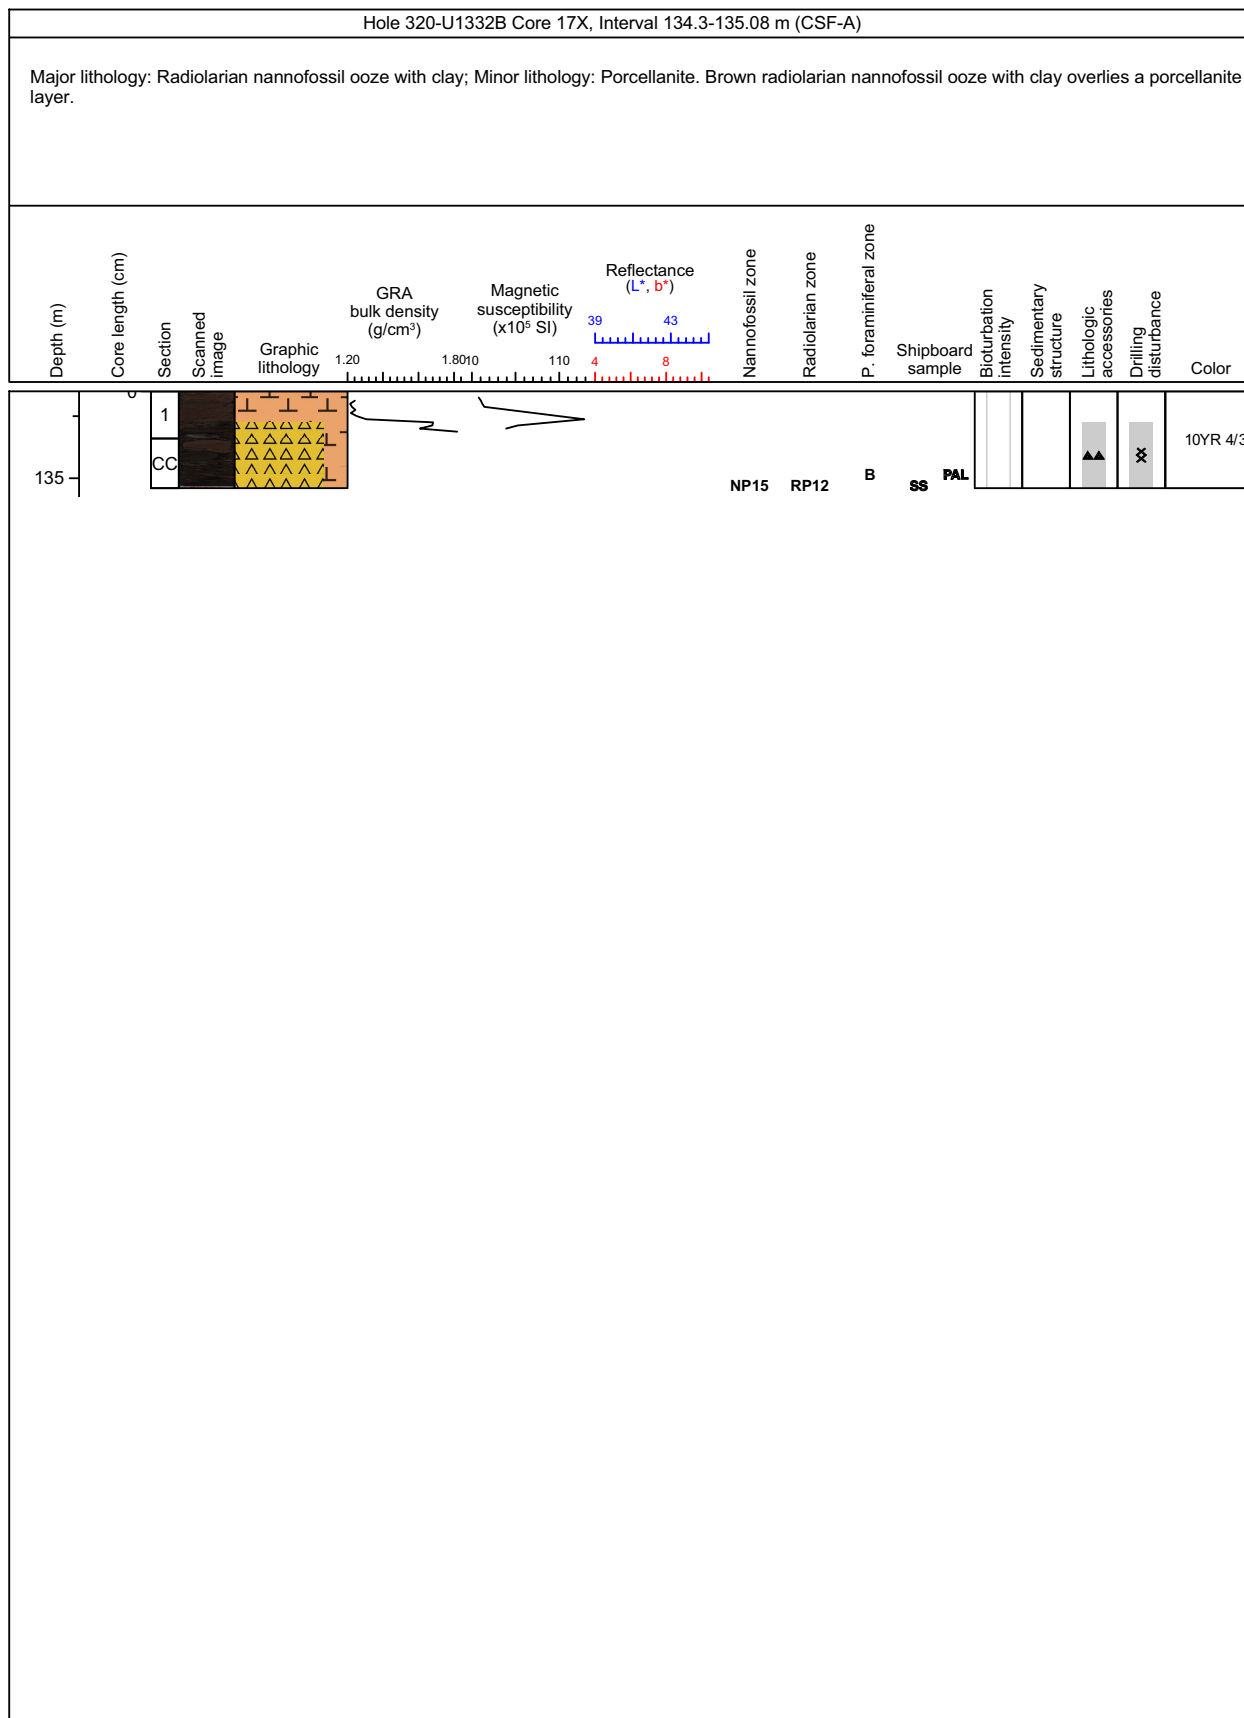 Hole 320-U1332B Core 17X, Interval 134.3-135.08 m (CSF-A)
Major lithology: Radiolarian nannofossil ooze with clay; Minor lithology: Porcellanite. Brown radiolarian nannofossil ooze with clay overlies a porcellanite
layer.
Depth (m)
Core length (cm)
Section
Scanned
image
Graphic
lithology
GRA
bulk density
(g/cm³)
1.20 1.80
Magnetic
susceptibility
(x10⁵ SI)
10 110
Reflectance
(L*, b*)
39 43
4 8
Nannofossil zone
Radiolarian zone
P. foraminiferal zone
Shipboard
sample
Bioturbation
intensity
Sedimentary
structure
Lithologic
accessories
Drilling
disturbance
Color
0
1
CC
135
NP15
RP12
B
SS
PAL
10YR 4/3